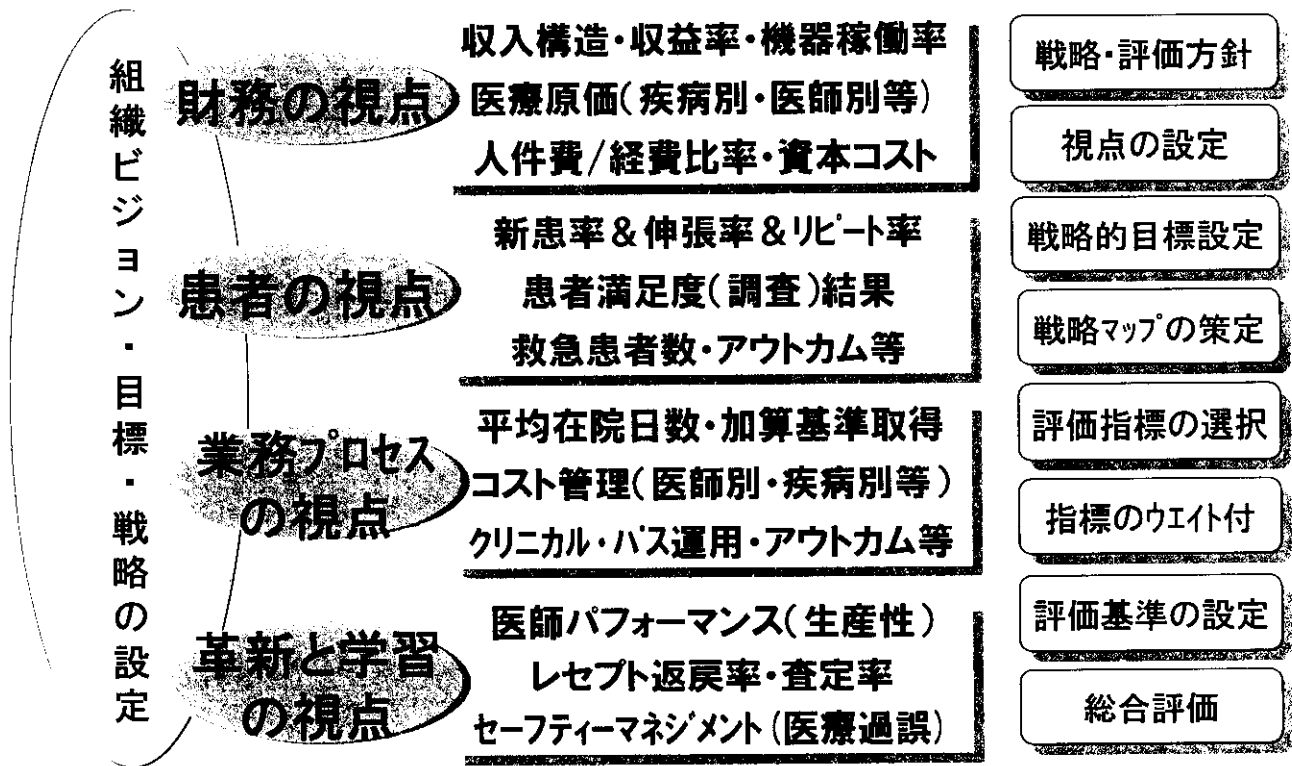 組織ビジョン・目標・戦略の設定
財務の視点
収入構造・収益率・機器稼働率
医療原価(疾病別・医師別等)
人件費/経費比率・資本コスト
患者の視点
新患率&伸張率&リピート率
患者満足度(調査)結果
救急患者数・アウトカム等
業務プロセス
の視点
平均在院日数・加算基準取得
コスト管理(医師別・疾病別等)
クリニカル・パス運用・アウトカム等
革新と学習
の視点
医師パフォーマンス(生産性)
レセプト返戻率・査定率
セーフティーマネジメント(医療過誤)
戦略・評価方針
視点の設定
戦略的目標設定
戦略マップの策定
評価指標の選択
指標のウエイト付
評価基準の設定
総合評価